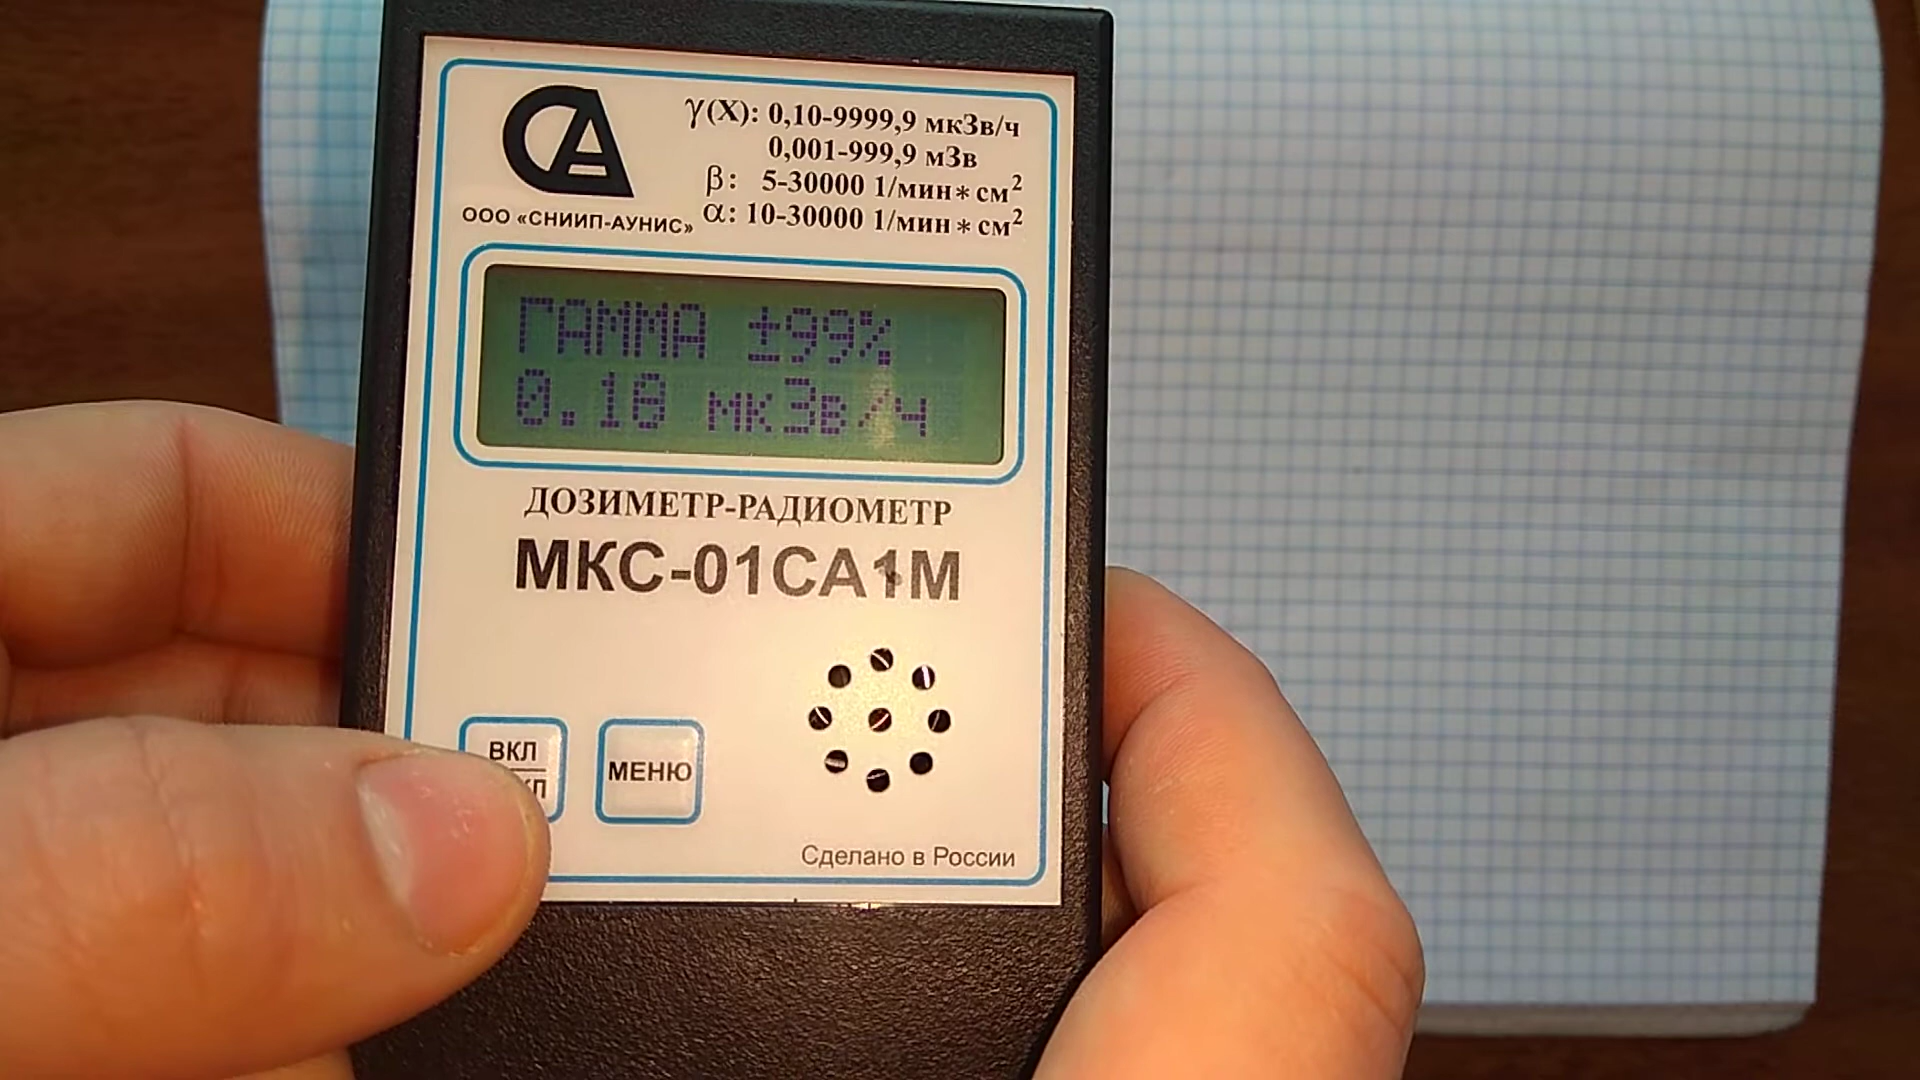 СА
γ(X): 0,10-9999,9 мкЗв/ч
0,001-999,9 мЗв
β: 5-30000 1/мин*см²
α: 10-30000 1/мин*см²
ООО «СНИИП-АУНИС»
ГАММА ±99%
0.10 мкЗв/ч
ДОЗИМЕТР-РАДИОМЕТР
МКС-01СА1М
ВКЛ
МЕНЮ
Сделано в России